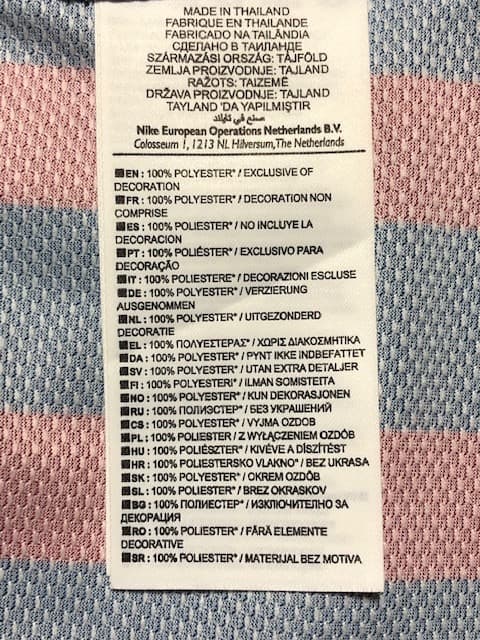 MADE IN THAILAND
FABRIQUE EN THAILANDE
FABRICADO NA TAILÂNDIA
СДЕЛАНО В ТАИЛАНДЕ
SZÁRMAZÁSI ORSZÁG: TÁJFÖLD
ZEMLJA PROIZVODNJE: TAJLAND
RAŽOTS: TAIZEMĒ
DRŽAVA PROIZVODNJE: TAJLAND
TAYLAND 'DA YAPILMIŞTIR
صنع في تايلند
Nike European Operations Netherlands B.V.
Colosseum 1, 1213 NL Hilversum,The Netherlands
EN : 100% POLYESTER* / EXCLUSIVE OF
DECORATION
FR : 100% POLYESTER* / DECORATION NON
COMPRISE
ES : 100% POLIESTER* / NO INCLUYE LA
DECORACION
PT : 100% POLIÉSTER* / EXCLUSIVO PARA
DECORAÇÃO
IT : 100% POLIESTERE* / DECORAZIONI ESCLUSE
DE : 100% POLYESTER* / VERZIERUNG
AUSGENOMMEN
NL : 100% POLYESTER* / UITGEZONDERD
DECORATIE
EL : 100% ΠΟΛΥΕΣΤΕΡΑΣ* / ΧΩΡΙΣ ΔΙΑΚΟΣΜΗΤΙΚΑ
DA : 100% POLYESTER* / PYNT IKKE INDBEFATTET
SV : 100% POLYESTER* / UTAN EXTRA DETALJER
FI : 100% POLYESTERI* / ILMAN SOMISTEITA
NO : 100% POLYESTER* / KUN DEKORASJONEN
RU : 100% ПОЛИЭСТЕР* / БЕЗ УКРАШЕНИЙ
CS : 100% POLYESTER* / VYJMA OZDOB
PL : 100% POLIESTER / Z WYŁĄCZENIEM OZDÓB
HU : 100% POLIÉSZTER* / KIVÉVE A DÍSZÍTÉST
HR : 100% POLIESTERSKO VLAKNO* / BEZ UKRASA
SK : 100% POLYESTER* / OKREM OZDÔB
SL : 100% POLYESTER* / BREZ OKRASKOV
BG : 100% ПОЛИЕСТЕР* / ИЗКЛЮЧИТЕЛНО ЗА
ДЕКОРАЦИЯ
RO : 100% POLIESTER* / FĂRĂ ELEMENTE
DECORATIVE
SR : 100% POLIESTER* / MATERIJAL BEZ MOTIVA